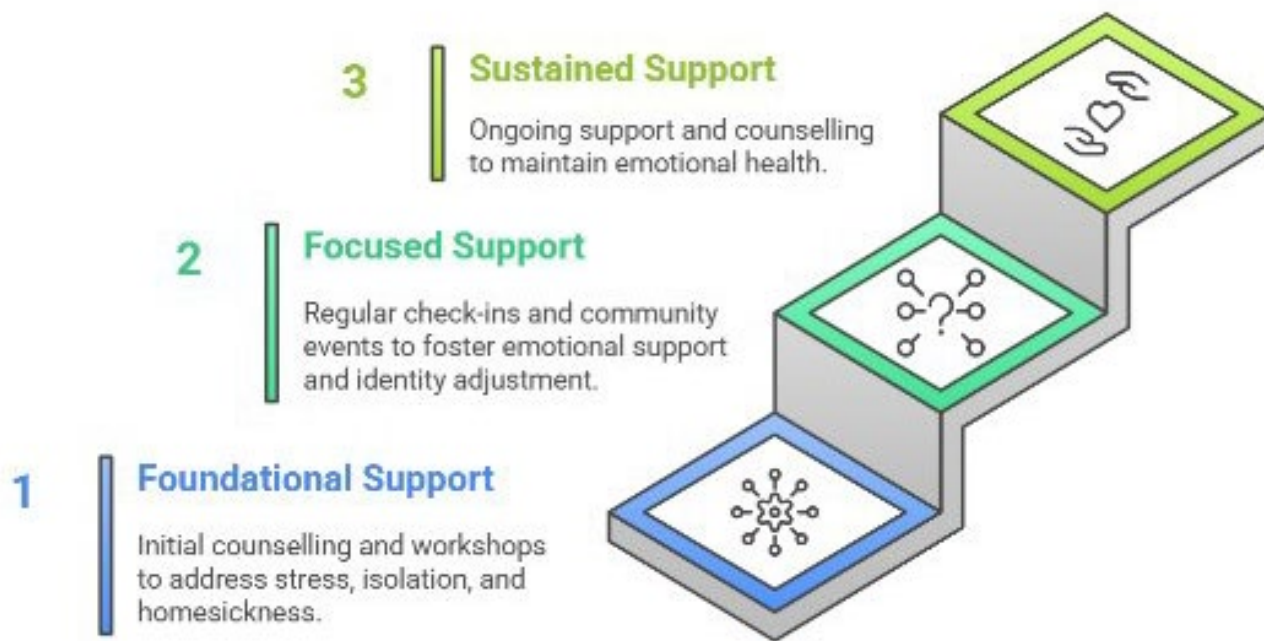 3
Sustained Support
Ongoing support and counselling
to maintain emotional health.
2
Focused Support
Regular check-ins and community
events to foster emotional support
and identity adjustment.
1
Foundational Support
Initial counselling and workshops
to address stress, isolation, and
homesickness.
?